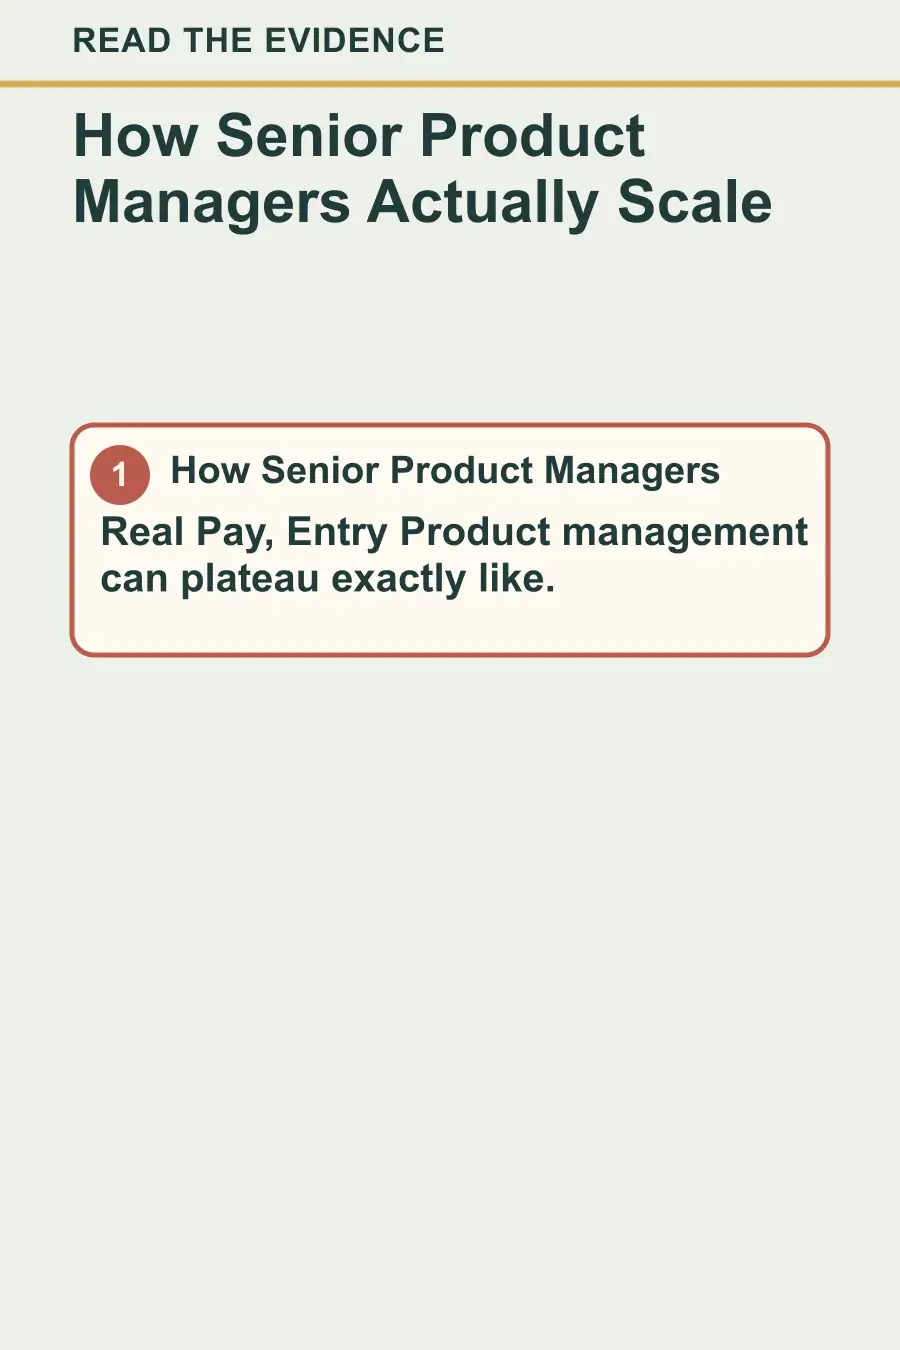 READ THE EVIDENCE
How Senior Product
Managers Actually Scale
1 How Senior Product Managers
Real Pay, Entry Product management
can plateau exactly like.